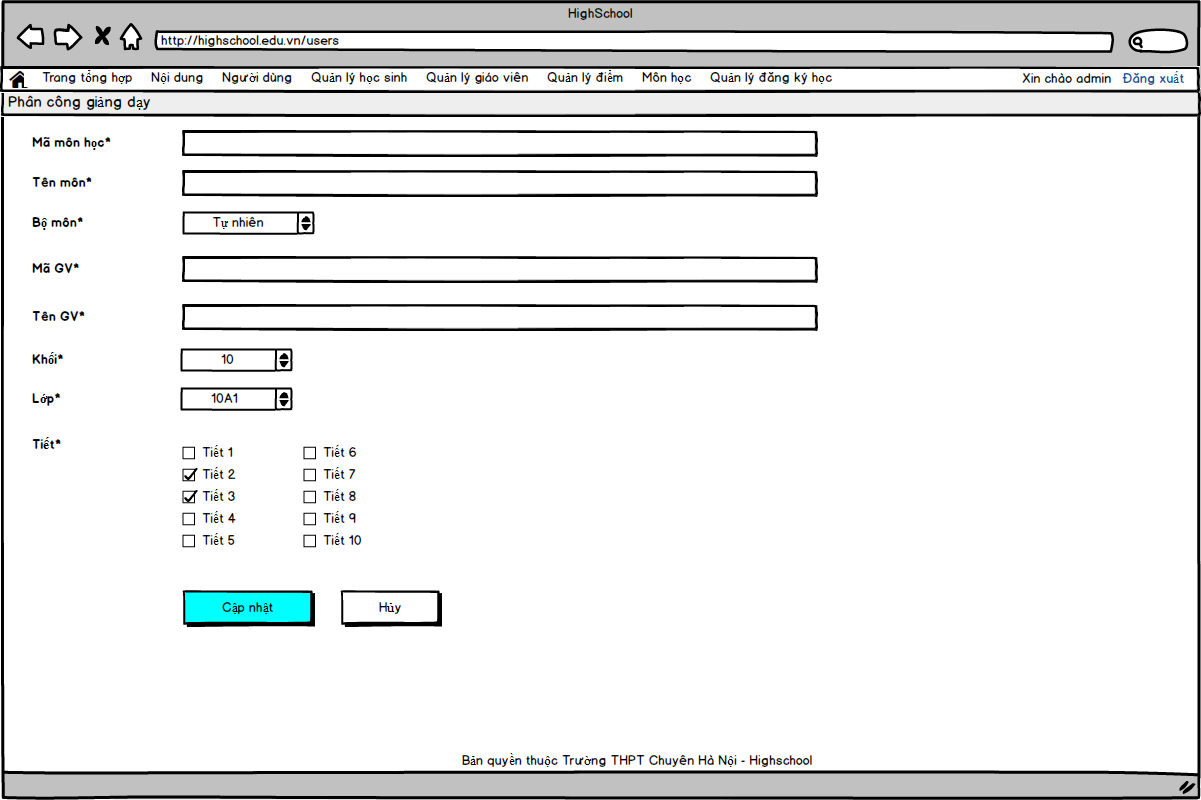 HighSchool
http://highschool.edu.vn/users
Trang tổng hợp Nội dung Người dùng Quản lý học sinh Quản lý giáo viên Quản lý điểm Môn học Quản lý đăng ký học Xin chào admin Đăng xuất
Phân công giảng dạy
Mã môn học*
Tên môn*
Bộ môn* Tự nhiên
Mã GV*
Tên GV*
Khối* 10
Lớp* 10A1
Tiết*
Tiết 1 Tiết 6
Tiết 2 Tiết 7
Tiết 3 Tiết 8
Tiết 4 Tiết 9
Tiết 5 Tiết 10
Cập nhật Hủy
Bản quyền thuộc Trường THPT Chuyên Hà Nội - Highschool